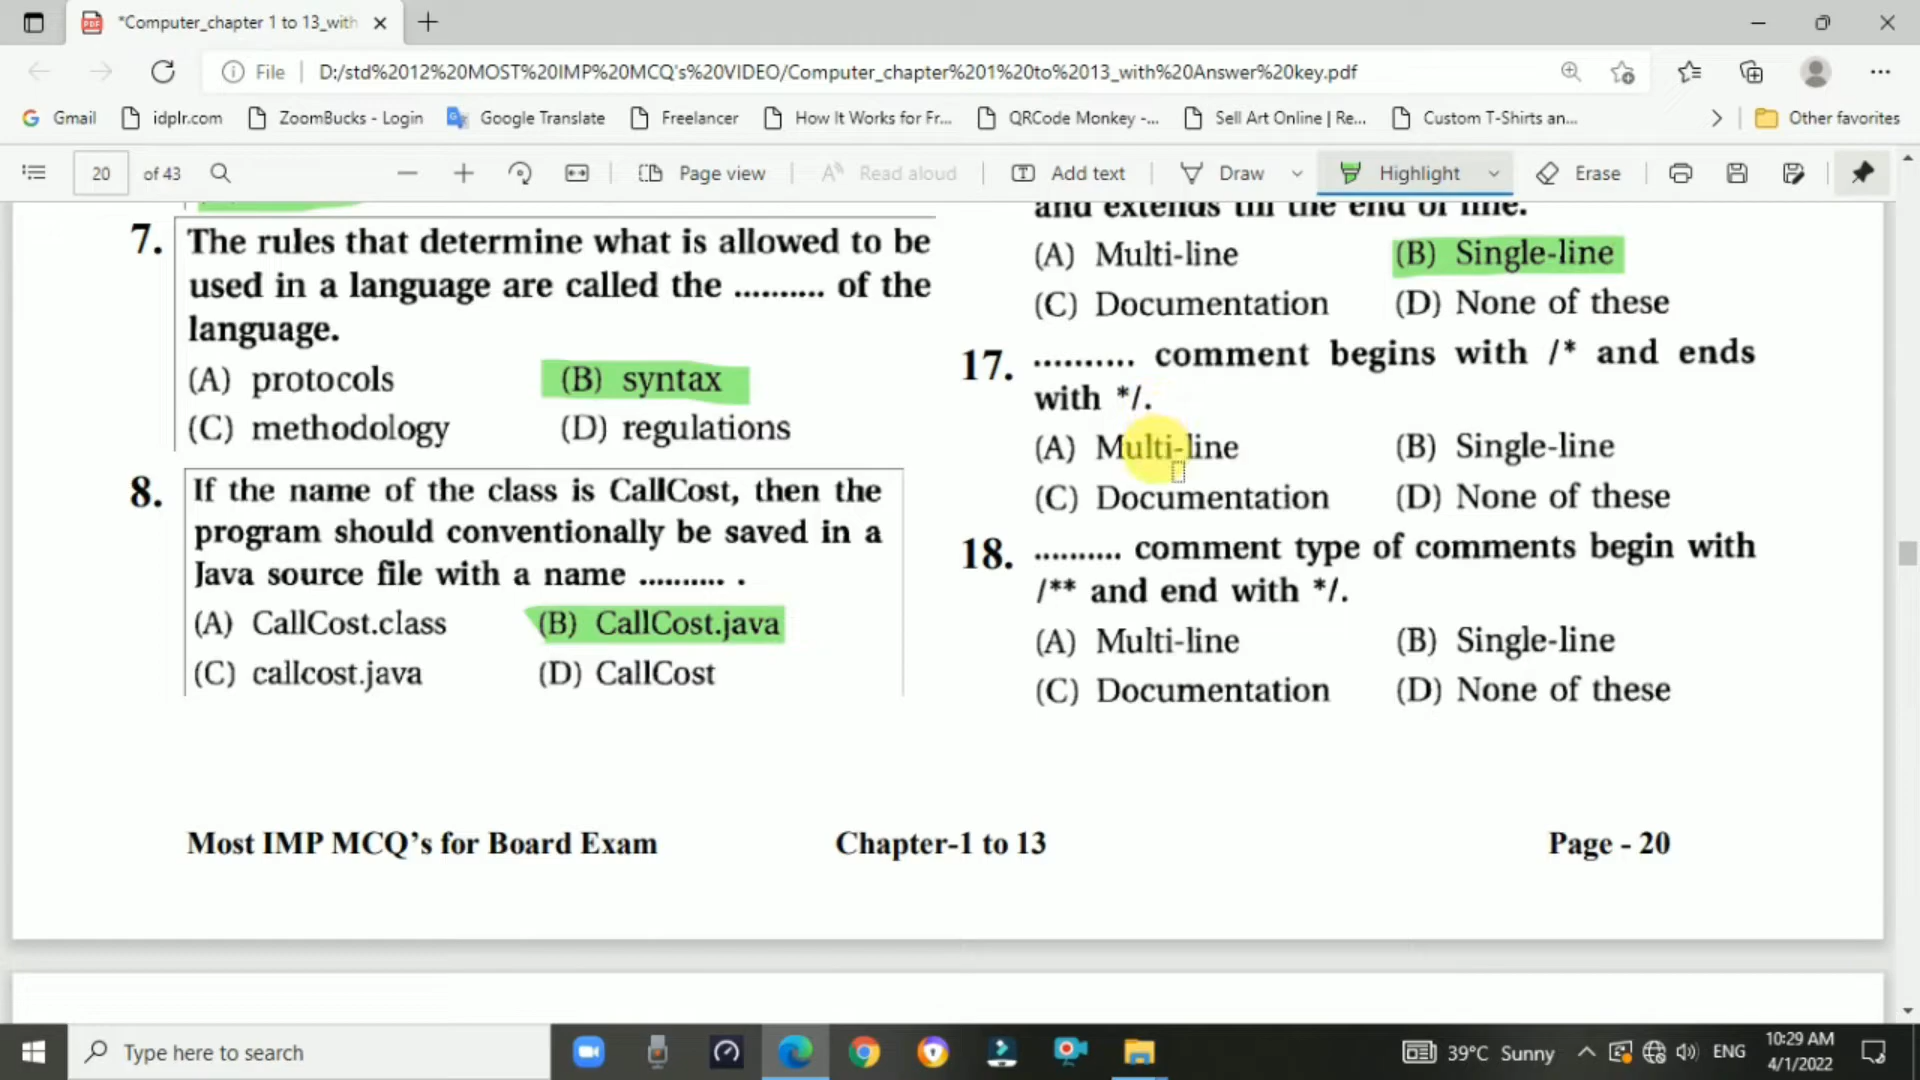 *Computer_chapter 1 to 13_with
File
D:/std%2012%20MOST%20IMP%20MCQ's%20VIDEO/Computer_chapter%201%20to%2013_with%20Answer%20key.pdf
Gmail idplr.com ZoomBucks - Login Google Translate Freelancer How It Works for Fr... QRCode Monkey -... Sell Art Online | Re... Custom T-Shirts an... Other favorites
20 of 43 Page view Read aloud Add text Draw Highlight Erase
7. The rules that determine what is allowed to be
used in a language are called the .......... of the
language.
(A) protocols (B) syntax
(C) methodology (D) regulations
8. If the name of the class is CallCost, then the
program should conventionally be saved in a
Java source file with a name .......... .
(A) CallCost.class (B) CallCost.java
(C) callcost.java (D) CallCost
and extends till the end of line.
(A) Multi-line (B) Single-line
(C) Documentation (D) None of these
17. .......... comment begins with /* and ends
with */.
(A) Multi-line (B) Single-line
(C) Documentation (D) None of these
18. .......... comment type of comments begin with
/** and end with */.
(A) Multi-line (B) Single-line
(C) Documentation (D) None of these
Most IMP MCQ's for Board Exam Chapter-1 to 13 Page - 20
Type here to search
39°C Sunny
ENG
10:29 AM
4/1/2022